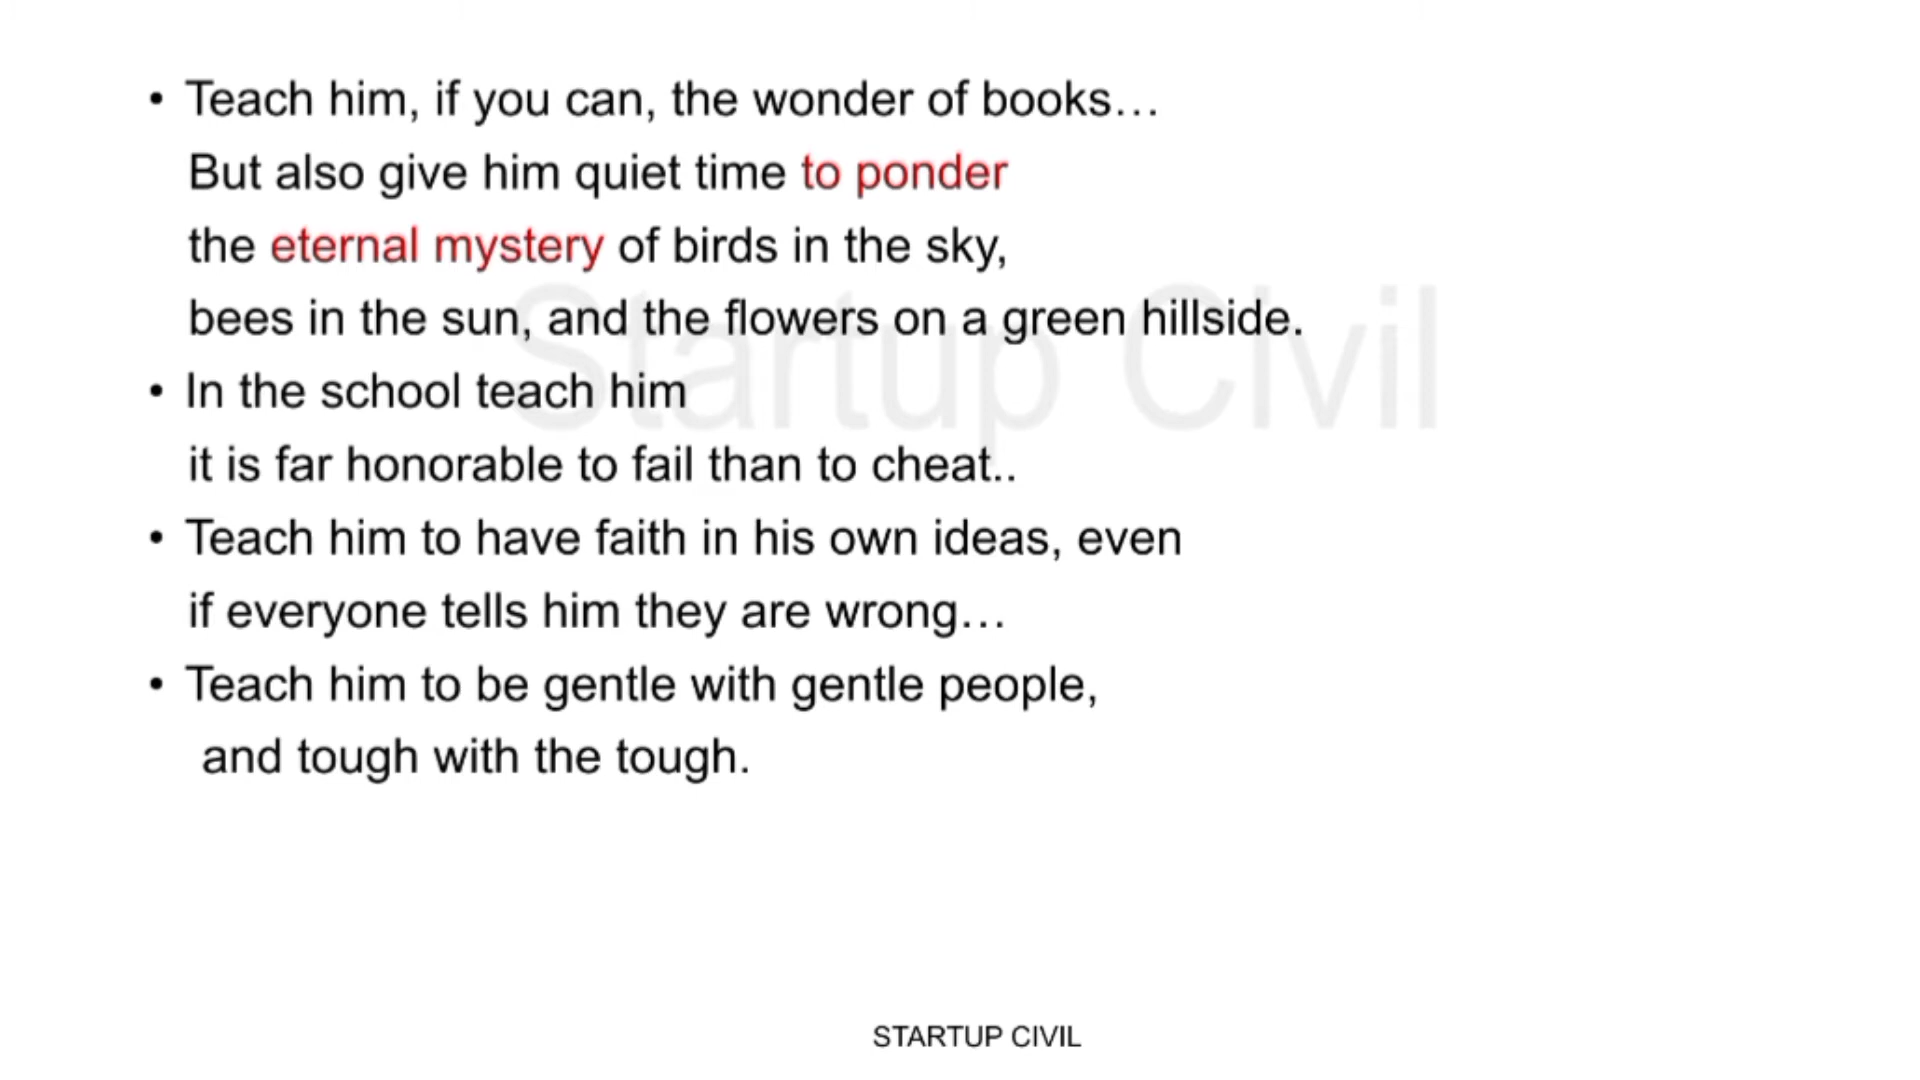 • Teach him, if you can, the wonder of books…
But also give him quiet time to ponder
the eternal mystery of birds in the sky,
bees in the sun, and the flowers on a green hillside.
• In the school teach him
it is far honorable to fail than to cheat..
• Teach him to have faith in his own ideas, even
if everyone tells him they are wrong…
• Teach him to be gentle with gentle people,
and tough with the tough.
Startup CIvil
STARTUP CIVIL